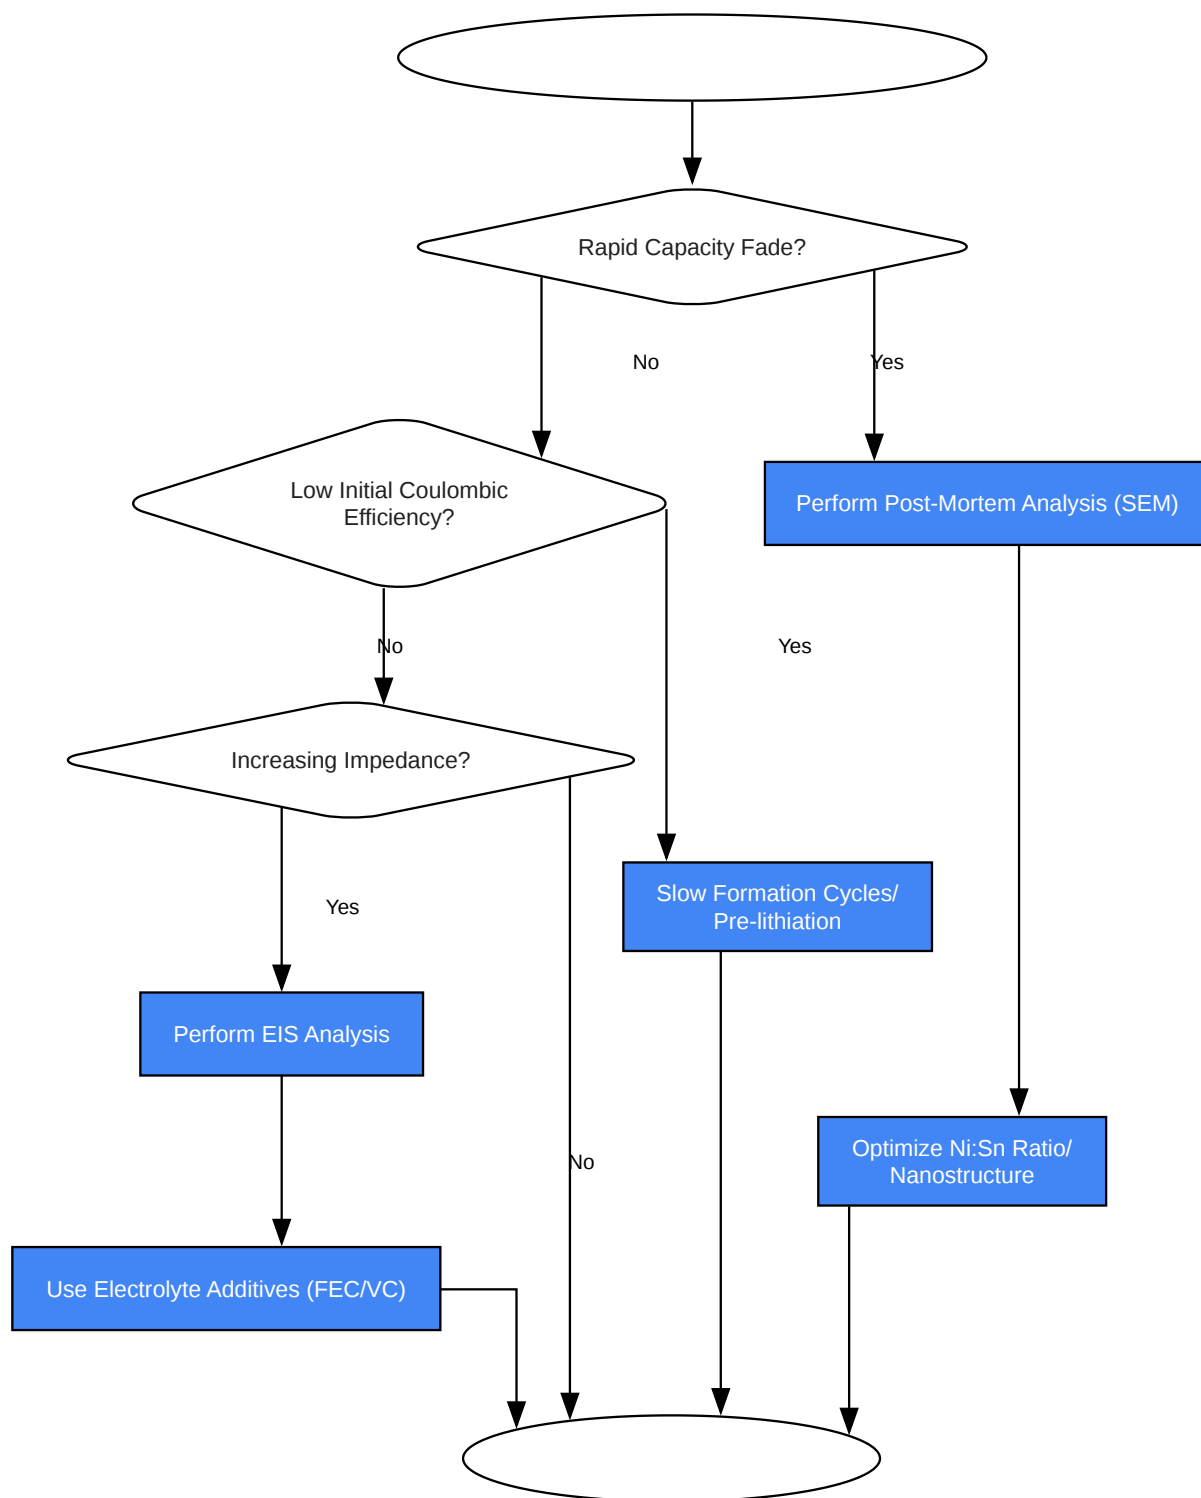 Rapid Capacity Fade?
No
Yes
Low Initial Coulombic
Efficiency?
Perform Post-Mortem Analysis (SEM)
No
Yes
Increasing Impedance?
Slow Formation Cycles/
Pre-lithiation
Yes
Perform EIS Analysis
Optimize Ni:Sn Ratio/
Nanostructure
No
Use Electrolyte Additives (FEC/VC)